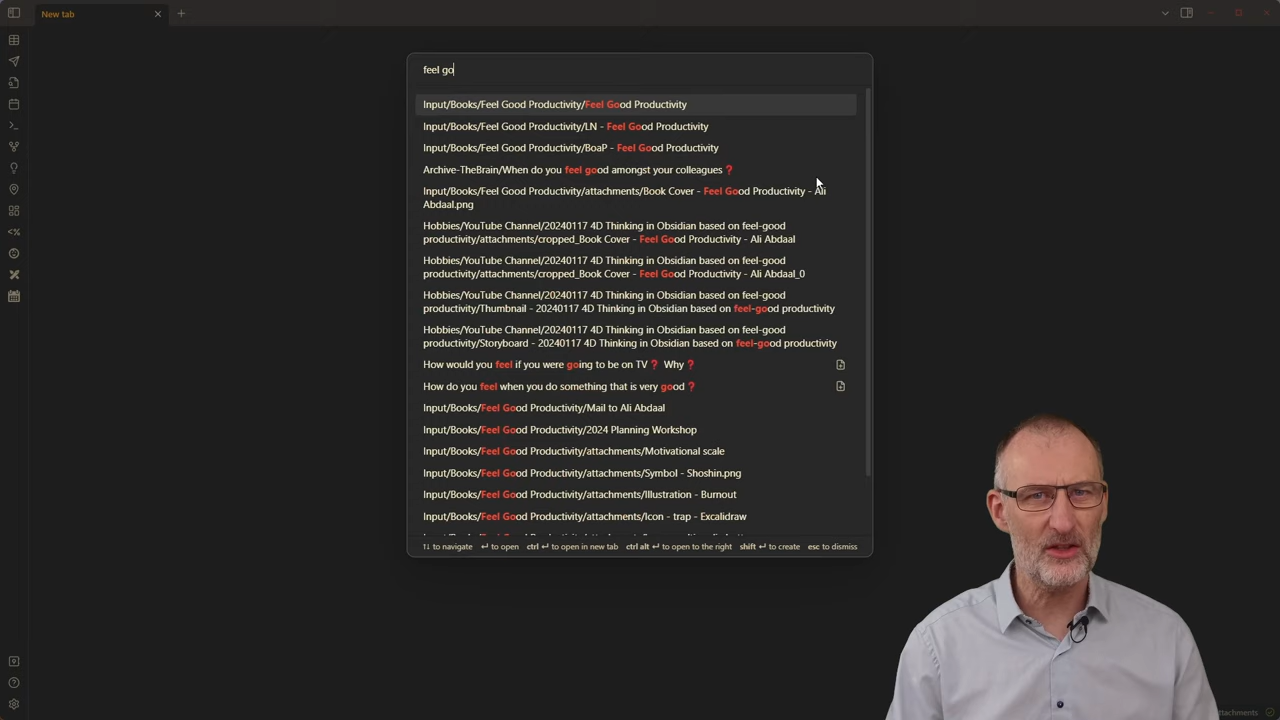 New tab
feel go
Input/Books/Feel Good Productivity/Feel Good Productivity
Input/Books/Feel Good Productivity/LN - Feel Good Productivity
Input/Books/Feel Good Productivity/BoaP - Feel Good Productivity
Archive-TheBrain/When do you feel good amongst your colleagues❓
Input/Books/Feel Good Productivity/attachments/Book Cover - Feel Good Productivity - Ali
Abdaal.png
Hobbies/YouTube Channel/20240117 4D Thinking in Obsidian based on feel-good
productivity/attachments/cropped_Book Cover - Feel Good Productivity - Ali Abdaal
Hobbies/YouTube Channel/20240117 4D Thinking in Obsidian based on feel-good
productivity/attachments/cropped_Book Cover - Feel Good Productivity - Ali Abdaal_0
Hobbies/YouTube Channel/20240117 4D Thinking in Obsidian based on feel-good
productivity/Thumbnail - 20240117 4D Thinking in Obsidian based on feel-good productivity
Hobbies/YouTube Channel/20240117 4D Thinking in Obsidian based on feel-good
productivity/Storyboard - 20240117 4D Thinking in Obsidian based on feel-good productivity
How would you feel if you were going to be on TV❓ Why❓
How do you feel when you do something that is very good❓
Input/Books/Feel Good Productivity/Mail to Ali Abdaal
Input/Books/Feel Good Productivity/2024 Planning Workshop
Input/Books/Feel Good Productivity/attachments/Motivational scale
Input/Books/Feel Good Productivity/attachments/Symbol - Shoshin.png
Input/Books/Feel Good Productivity/attachments/Illustration - Burnout
Input/Books/Feel Good Productivity/attachments/Icon - trap - Excalidraw
↑↓ to navigate ↵ to open ctrl ↵ to open in new tab ctrl alt ↵ to open to the right shift ↵ to create esc to dismiss